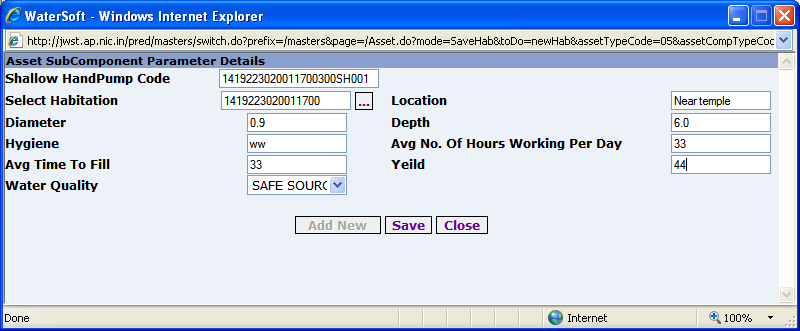 WaterSoft - Windows Internet Explorer
http://jwst.ap.nic.in/pred/masters/switch.do?prefix=/masters&page=/Asset.do?mode=SaveHab&toDo=newHab&assetTypeCode=05&assetCompTypeCoc
Asset SubComponent Parameter Details
Shallow HandPump Code 1419223020011700300SH001
Select Habitation 1419223020011700 ... Location Near temple
Diameter 0.9 Depth 6.0
Hygiene ww Avg No. Of Hours Working Per Day 33
Avg Time To Fill 33 Yeild 44
Water Quality SAFE SOURC
Add New Save Close
Done Internet 100%